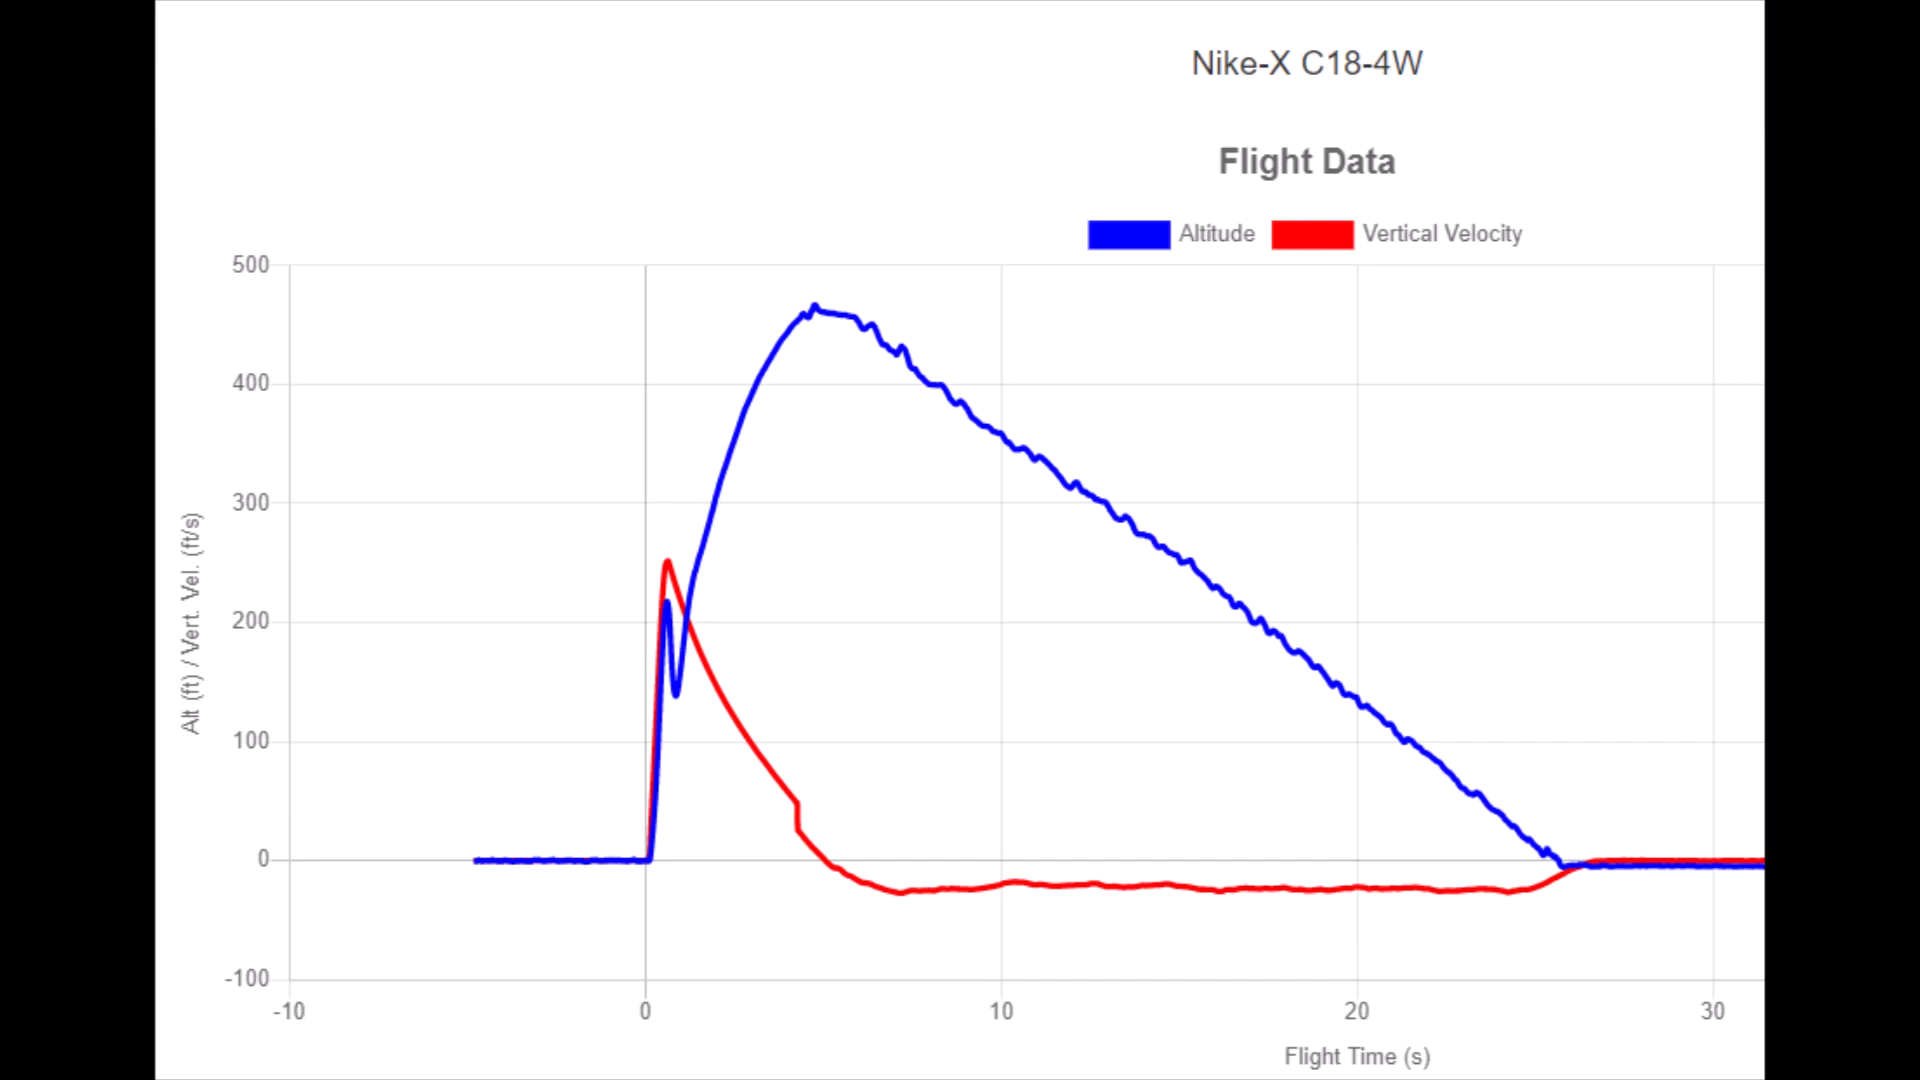 Nike-X C18-4W
Flight Data
Altitude Vertical Velocity
500
400
300
200
100
0
-100
Alt (ft) / Vert. Vel. (ft/s)
-10 0 10 20 30
Flight Time (s)